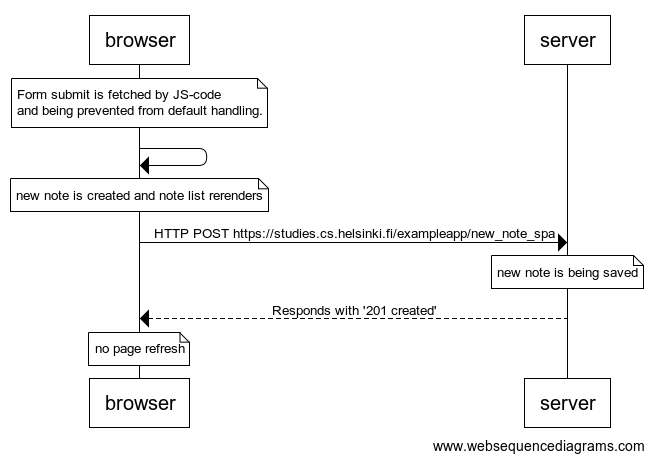 browser
server
Form submit is fetched by JS-code
and being prevented from default handling.
new note is created and note list rerenders
HTTP POST https://studies.cs.helsinki.fi/exampleapp/new_note_spa
new note is being saved
Responds with '201 created'
no page refresh
browser
server
www.websequencediagrams.com